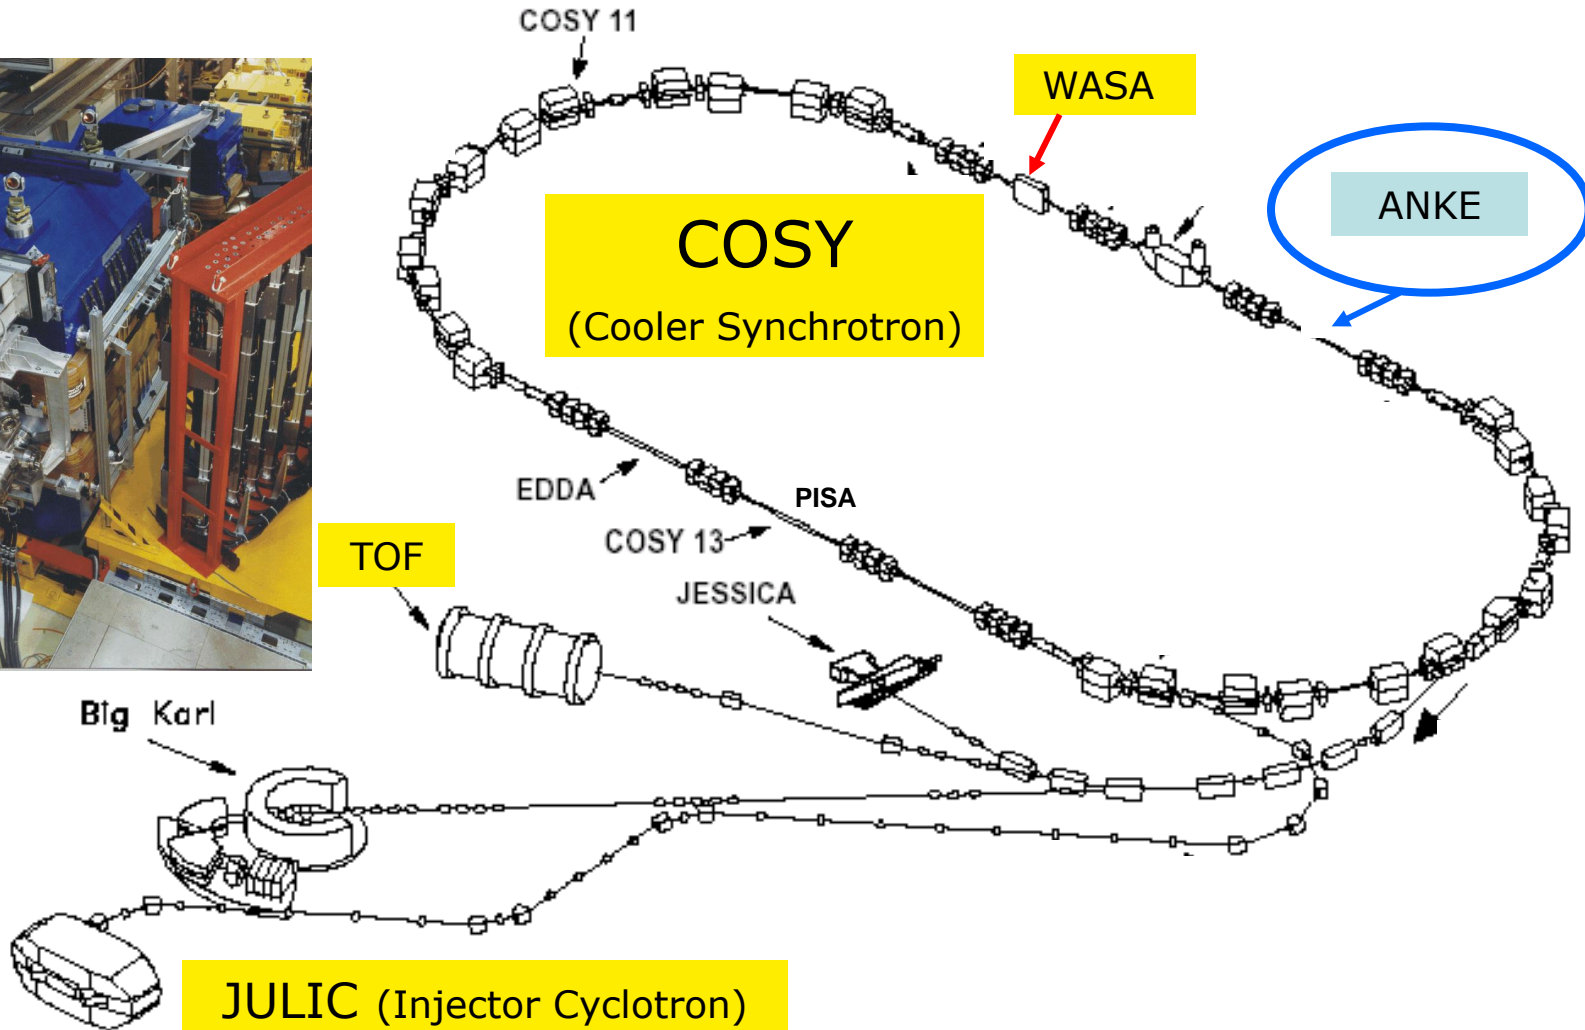 COSY 11
WASA
ANKE
COSY
(Cooler Synchrotron)
EDDA
PISA
COSY 13
TOF
JESSICA
Big Karl
JULIC (Injector Cyclotron)